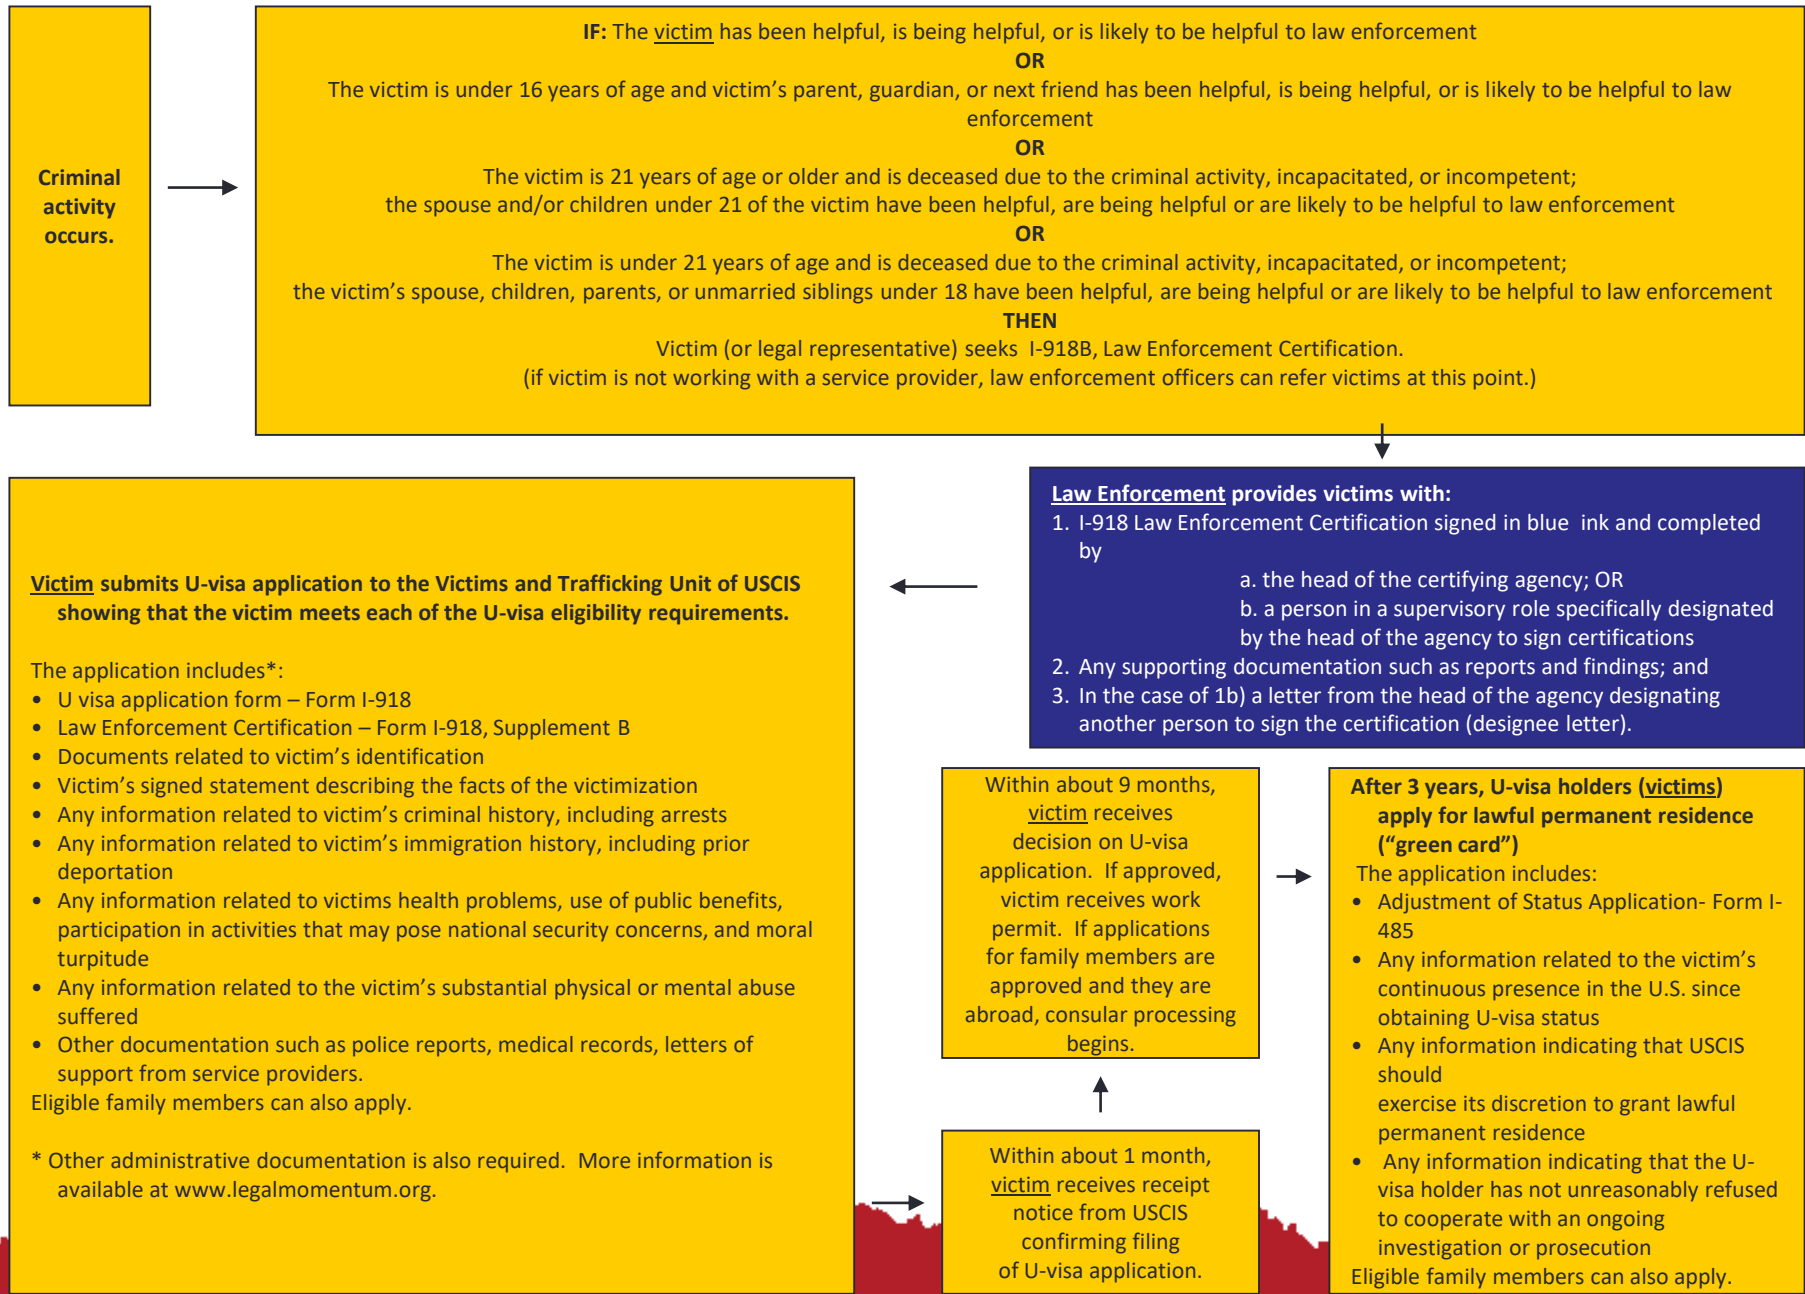 Criminal
activity
occurs.
IF: The victim has been helpful, is being helpful, or is likely to be helpful to law enforcement
OR
The victim is under 16 years of age and victim’s parent, guardian, or next friend has been helpful, is being helpful, or is likely to be helpful to law
enforcement
OR
The victim is 21 years of age or older and is deceased due to the criminal activity, incapacitated, or incompetent;
the spouse and/or children under 21 of the victim have been helpful, are being helpful or are likely to be helpful to law enforcement
OR
The victim is under 21 years of age and is deceased due to the criminal activity, incapacitated, or incompetent;
the victim’s spouse, children, parents, or unmarried siblings under 18 have been helpful, are being helpful or are likely to be helpful to law enforcement
THEN
Victim (or legal representative) seeks I-918B, Law Enforcement Certification.
(if victim is not working with a service provider, law enforcement officers can refer victims at this point.)
Law Enforcement provides victims with:
1. I-918 Law Enforcement Certification signed in blue ink and completed
by
a. the head of the certifying agency; OR
b. a person in a supervisory role specifically designated
by the head of the agency to sign certifications
2. Any supporting documentation such as reports and findings; and
3. In the case of 1b) a letter from the head of the agency designating
another person to sign the certification (designee letter).
Victim submits U-visa application to the Victims and Trafficking Unit of USCIS
showing that the victim meets each of the U-visa eligibility requirements.
The application includes*:
• U visa application form – Form I-918
• Law Enforcement Certification – Form I-918, Supplement B
• Documents related to victim’s identification
• Victim’s signed statement describing the facts of the victimization
• Any information related to victim’s criminal history, including arrests
• Any information related to victim’s immigration history, including prior
deportation
• Any information related to victims health problems, use of public benefits,
participation in activities that may pose national security concerns, and moral
turpitude
• Any information related to the victim’s substantial physical or mental abuse
suffered
• Other documentation such as police reports, medical records, letters of
support from service providers.
Eligible family members can also apply.
* Other administrative documentation is also required. More information is
available at www.legalmomentum.org.
Within about 1 month,
victim receives receipt
notice from USCIS
confirming filing
of U-visa application.
Within about 9 months,
victim receives
decision on U-visa
application. If approved,
victim receives work
permit. If applications
for family members are
approved and they are
abroad, consular processing
begins.
After 3 years, U-visa holders (victims)
apply for lawful permanent residence
(“green card”)
The application includes:
• Adjustment of Status Application- Form I-
485
• Any information related to the victim’s
continuous presence in the U.S. since
obtaining U-visa status
• Any information indicating that USCIS
should
exercise its discretion to grant lawful
permanent residence
• Any information indicating that the U-
visa holder has not unreasonably refused
to cooperate with an ongoing
investigation or prosecution
Eligible family members can also apply.